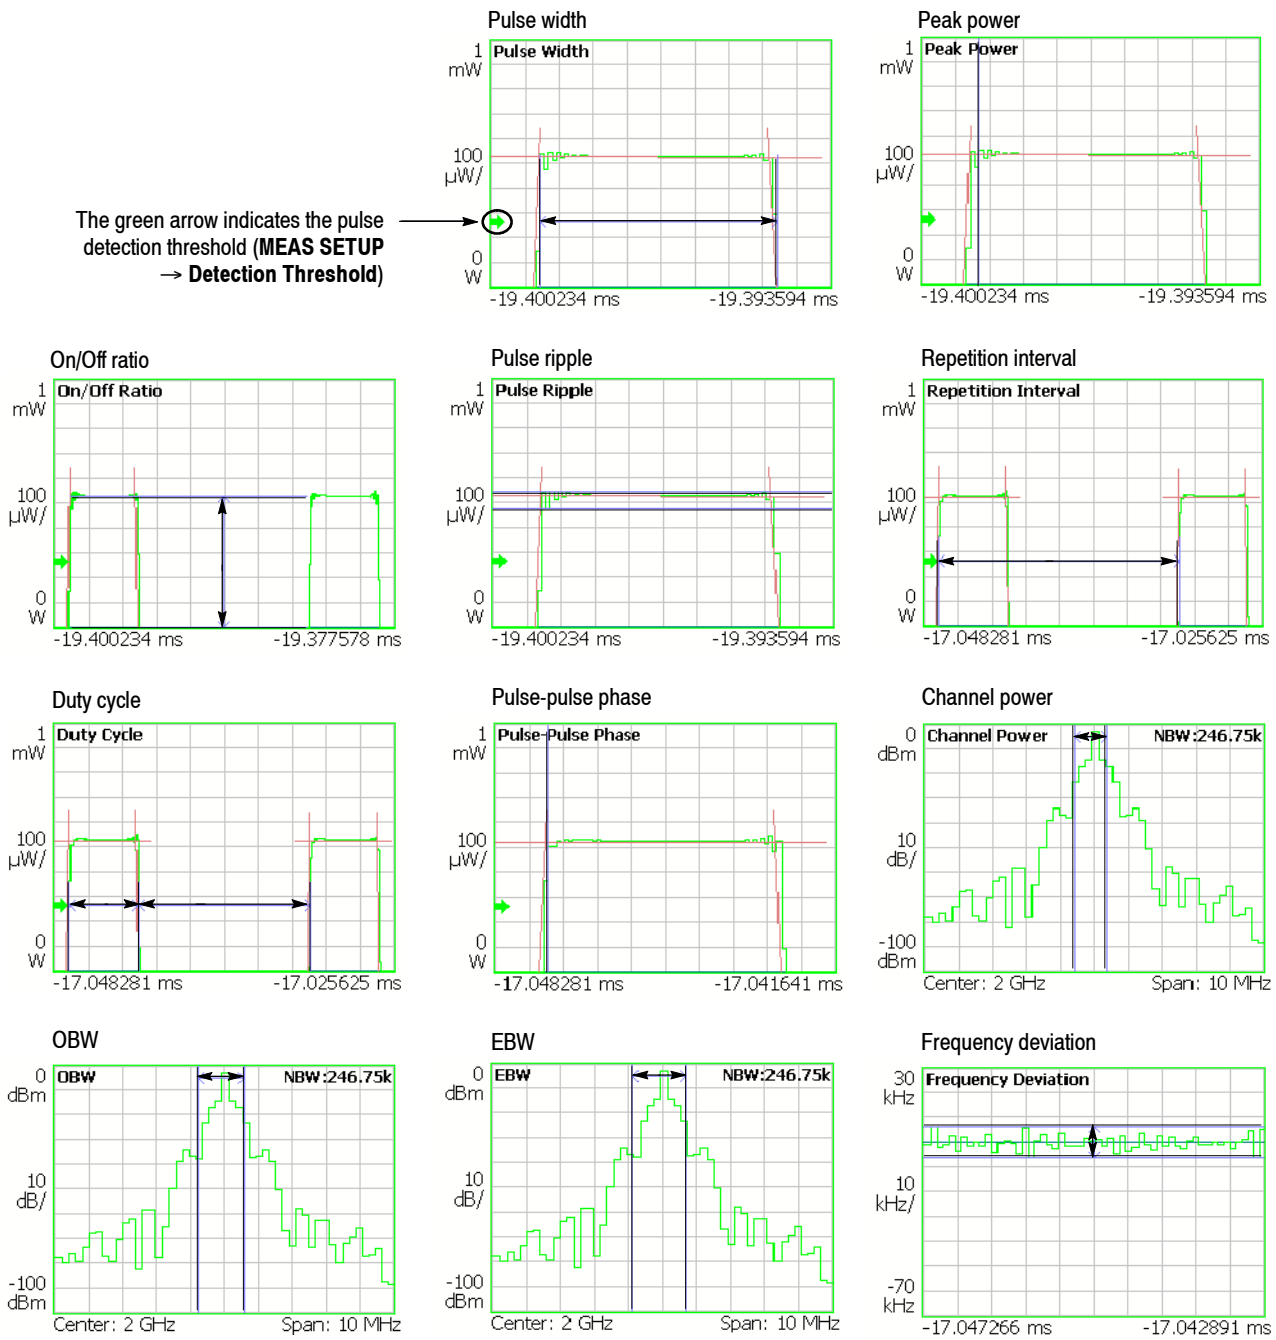 Pulse width
Pulse Width
1
mW
100
µW/
0
W
-19.400234 ms
-19.393594 ms
Peak power
Peak Power
1
mW
100
µW/
0
W
-19.400234 ms
-19.393594 ms
The green arrow indicates the pulse
detection threshold (MEAS SETUP
→ Detection Threshold)
On/Off ratio
On/Off Ratio
1
mW
100
µW/
0
W
-19.400234 ms
-19.377578 ms
Pulse ripple
Pulse Ripple
1
mW
100
µW/
0
W
-19.400234 ms
-19.393594 ms
Repetition interval
Repetition Interval
1
mW
100
µW/
0
W
-17.048281 ms
-17.025625 ms
Duty cycle
Duty Cycle
1
mW
100
µW/
0
W
-17.048281 ms
-17.025625 ms
Pulse-pulse phase
Pulse-Pulse Phase
1
mW
100
µW/
0
W
-17.048281 ms
-17.041641 ms
Channel power
Channel Power
NBW:246.75k
0
dBm
10
dB/
-100
dBm
Center: 2 GHz
Span: 10 MHz
OBW
OBW
NBW:246.75k
0
dBm
10
dB/
-100
dBm
Center: 2 GHz
Span: 10 MHz
EBW
EBW
NBW:246.75k
0
dBm
10
dB/
-100
dBm
Center: 2 GHz
Span: 10 MHz
Frequency deviation
Frequency Deviation
30
kHz
10
kHz/
-70
kHz
-17.047266 ms
-17.042891 ms